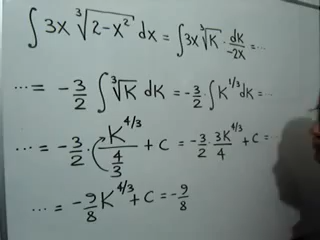 ∫ 3x ∛(2-x²) dx = ∫ 3x ∛K · dK/-2x = ...
... = -3/2 ∫ ∛K dK = -3/2 · ∫ K^(1/3) dK = ...
... = -3/2 · K^(4/3)/(4/3) + C = -3/2 · 3K^(4/3)/4 + C = ...
... = -9/8 K^(4/3) + C = -9/8